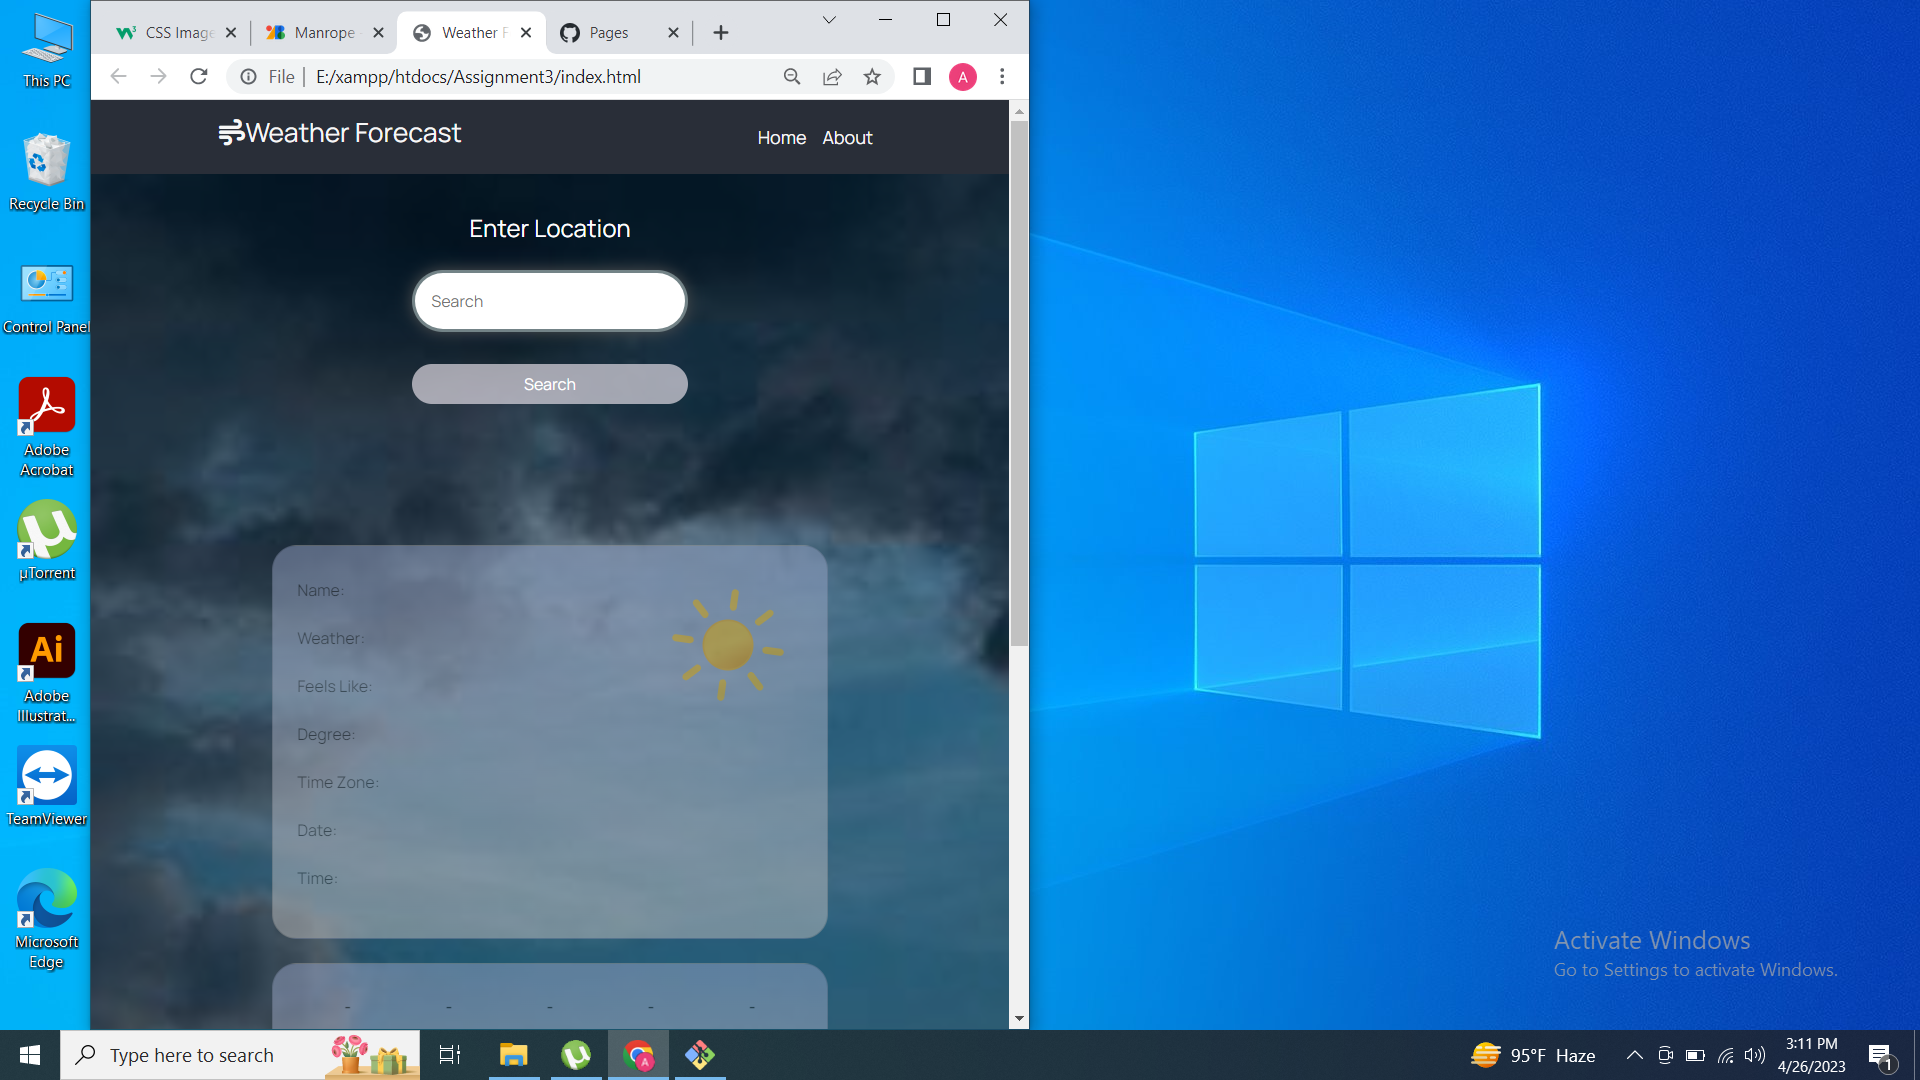 This PC
Recycle Bin
Control Panel
Adobe
Acrobat
µTorrent
Ai
Adobe
Illustrat...
TeamViewer
Microsoft
Edge
CSS Image
Manrope
Weather F
Pages
File
E:/xampp/htdocs/Assignment3/index.html
A
Weather Forecast
Home
About
Enter Location
Search
Search
Name:
Weather:
Feels Like:
Degree:
Time Zone:
Date:
Time:
- - - - -
Activate Windows
Go to Settings to activate Windows.
Type here to search
A
95°F Haze
3:11 PM
4/26/2023
1